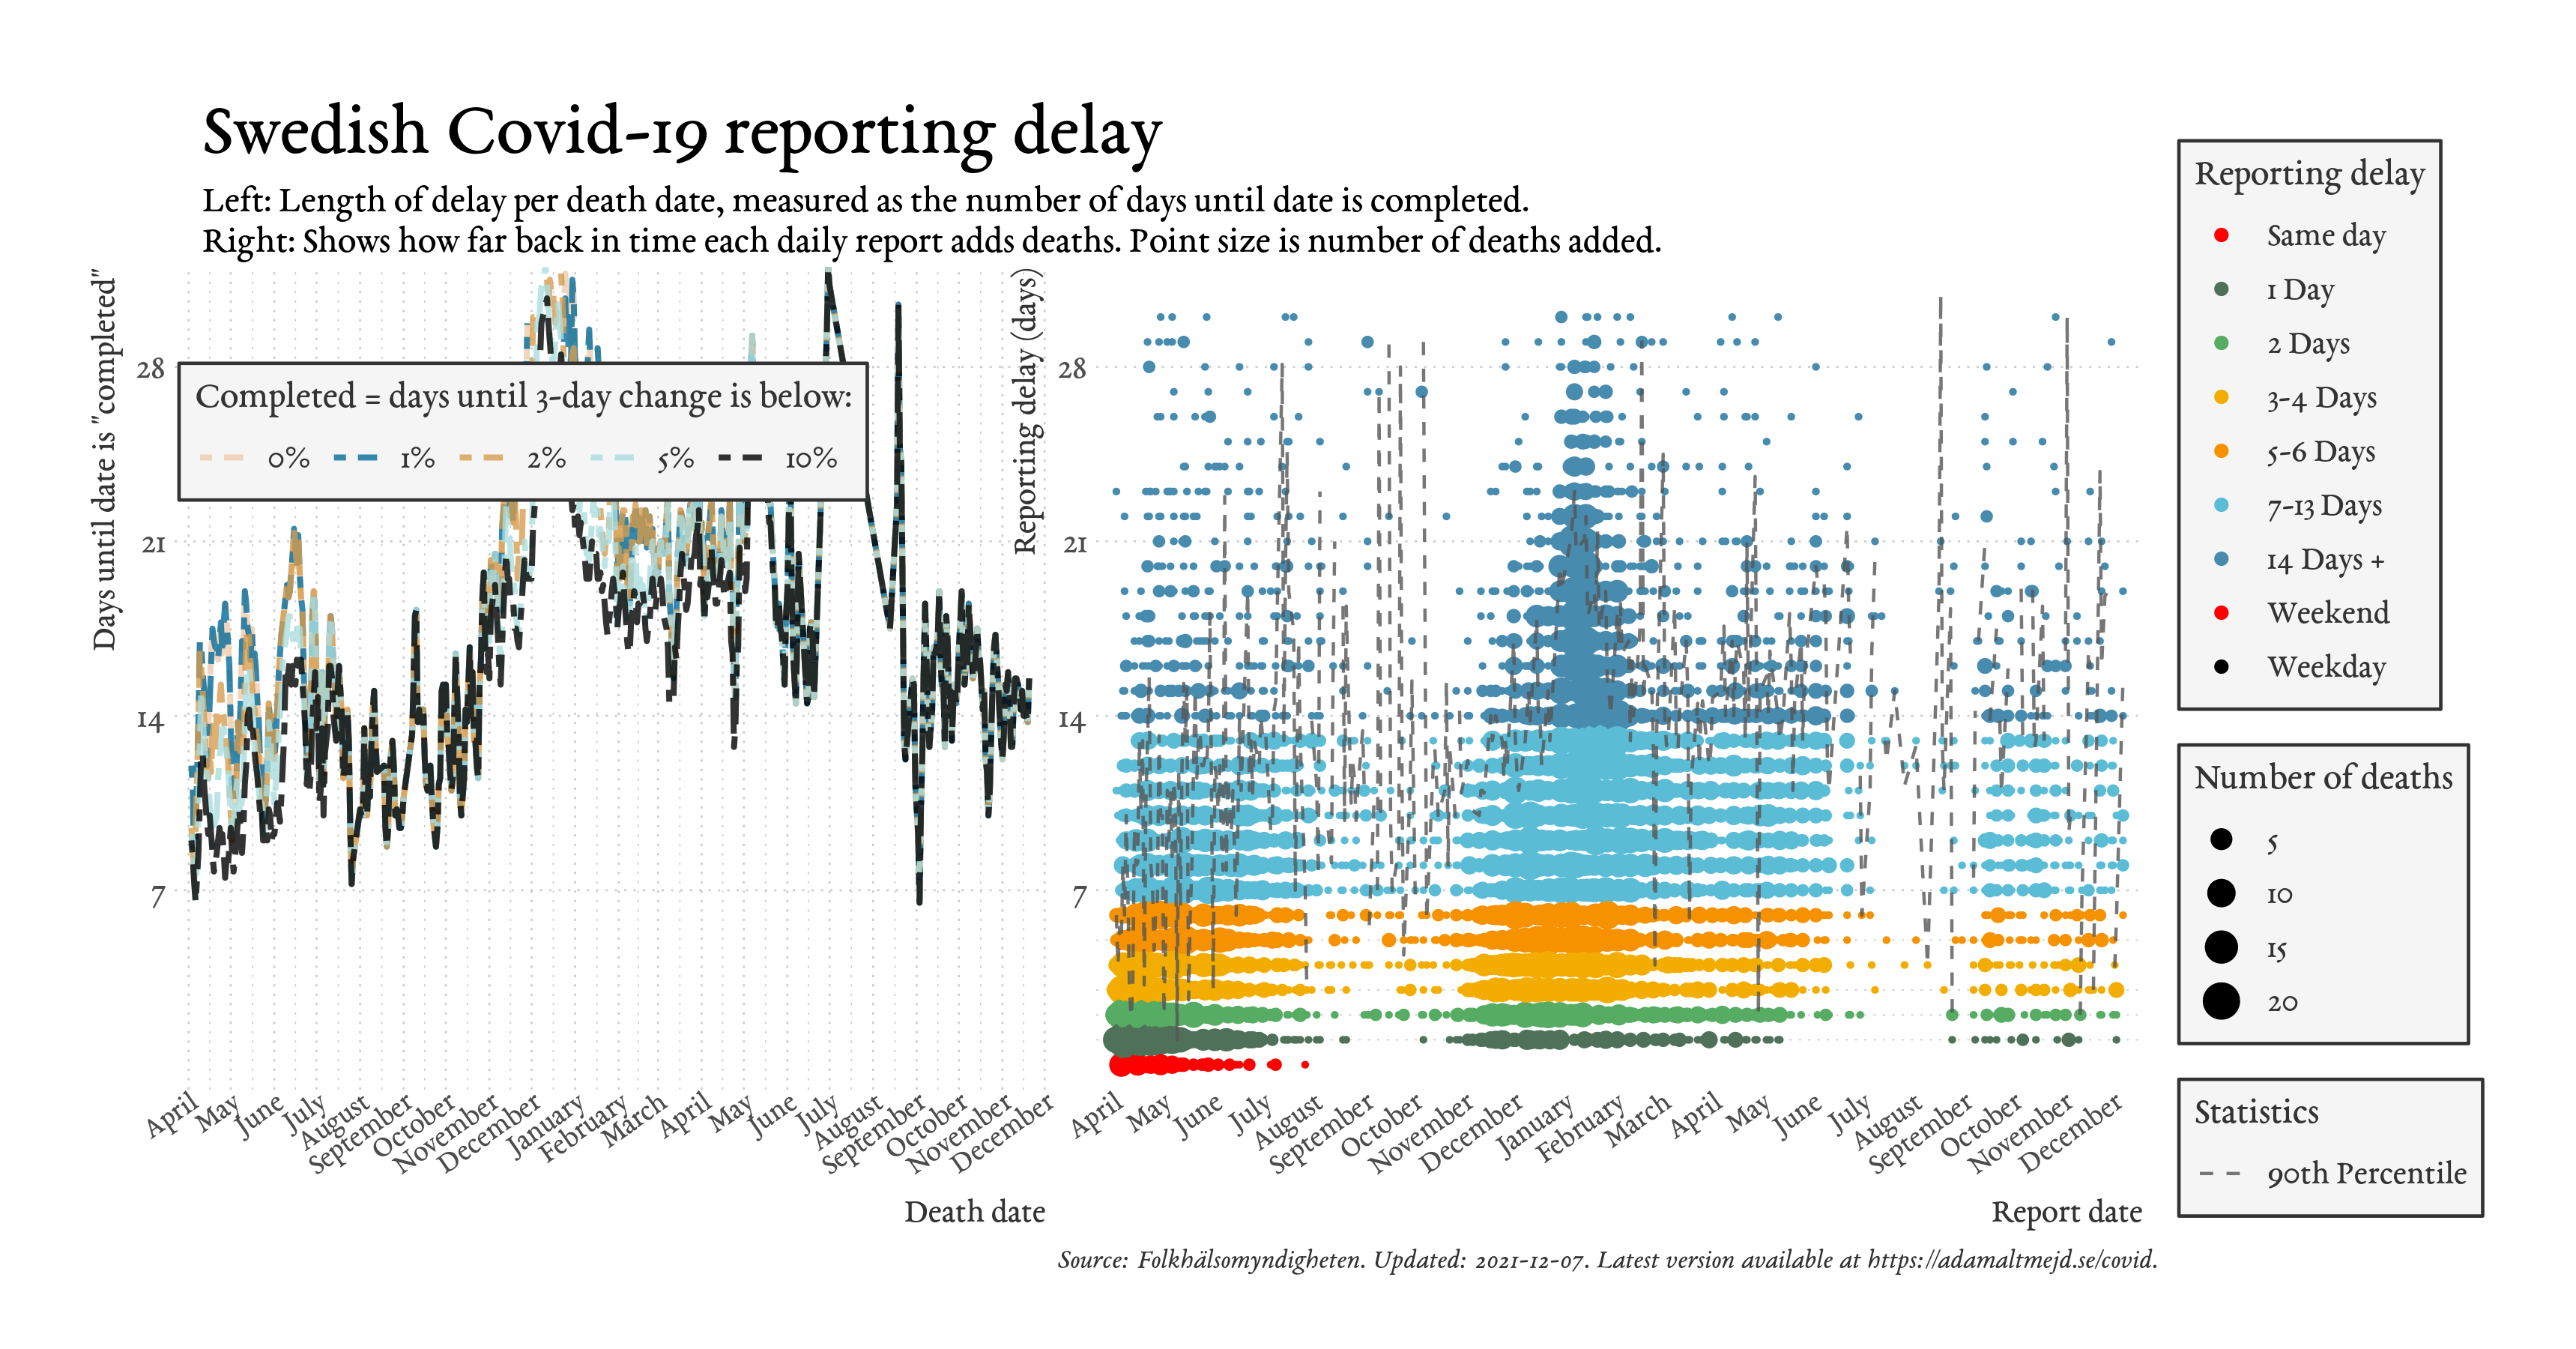 Swedish Covid-19 reporting delay
Left: Length of delay per death date, measured as the number of days until date is completed.
Right: Shows how far back in time each daily report adds deaths. Point size is number of deaths added.
Days until date is "completed"
28
21
14
7
Completed = days until 3-day change is below:
0% 1% 2% 5% 10%
April May June July August September October November December January February March April May June July August September October November December
Death date
Reporting delay (days)
28
21
14
7
April May June July August September October November December January February March April May June July August September October November December
Report date
Reporting delay
Same day
1 Day
2 Days
3-4 Days
5-6 Days
7-13 Days
14 Days +
Weekend
Weekday
Number of deaths
5
10
15
20
Statistics
90th Percentile
Source: Folkhälsomyndigheten. Updated: 2021-12-07. Latest version available at https://adamaltmejd.se/covid.